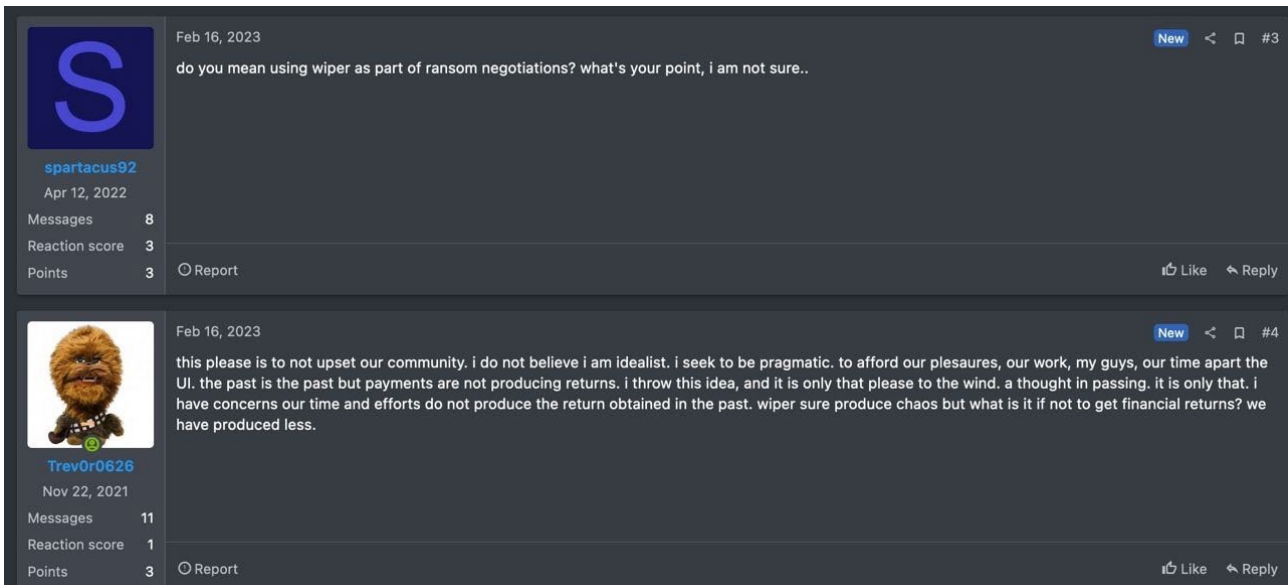 S
spartacus92
Apr 12, 2022
Messages 8
Reaction score 3
Points 3
Feb 16, 2023
New #3
do you mean using wiper as part of ransom negotiations? what's your point, i am not sure..
Report Like Reply
Trev0r0626
Nov 22, 2021
Messages 11
Reaction score 1
Points 3
Feb 16, 2023
New #4
this please is to not upset our community. i do not believe i am idealist. i seek to be pragmatic. to afford our plesaures, our work, my guys, our time apart the
UI. the past is the past but payments are not producing returns. i throw this idea, and it is only that please to the wind. a thought in passing. it is only that. i
have concerns our time and efforts do not produce the return obtained in the past. wiper sure produce chaos but what is it if not to get financial returns? we
have produced less.
Report Like Reply